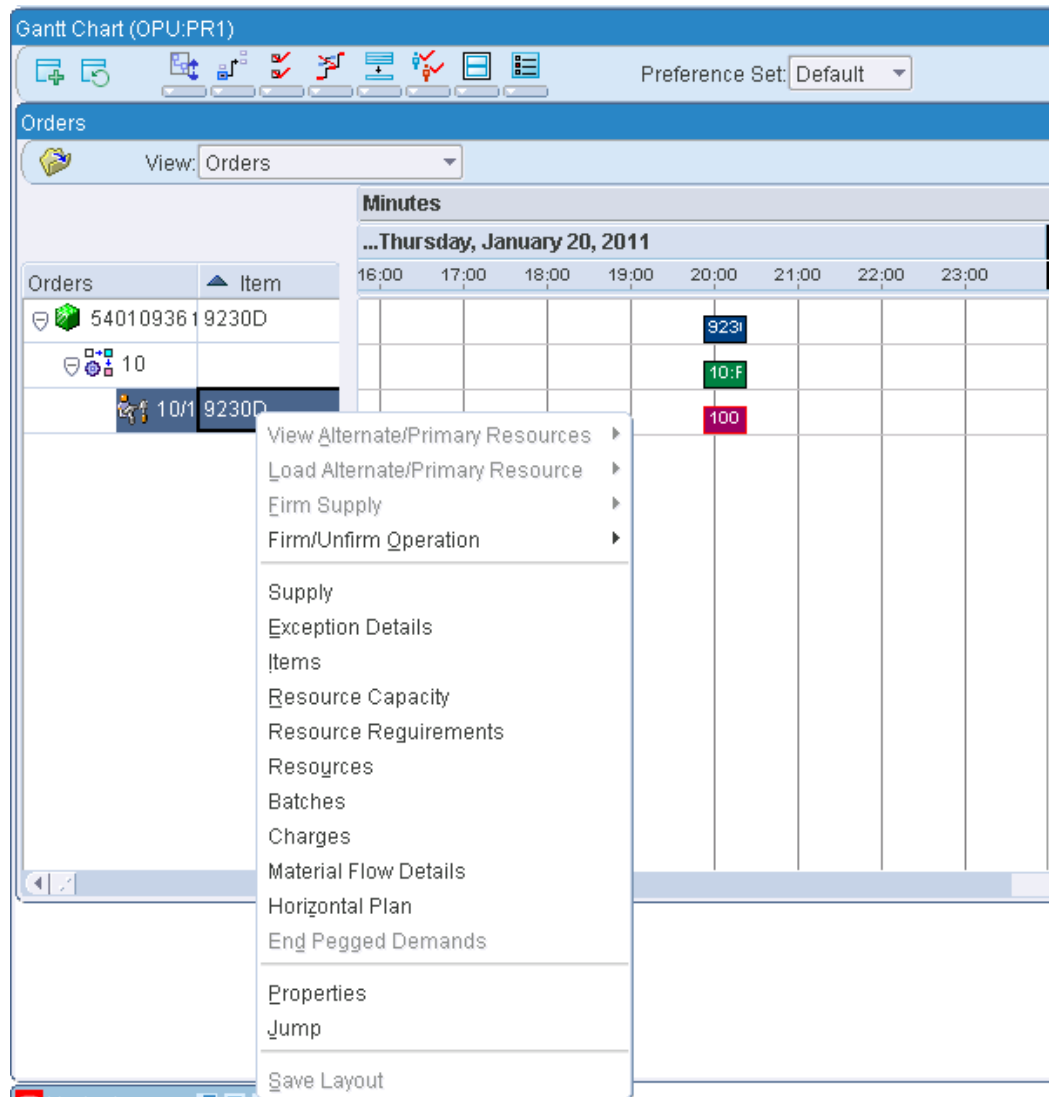 Gantt Chart (OPU:PR1)
Preference Set: Default
Orders
View: Orders
Minutes
...Thursday, January 20, 2011
Orders Item 16:00 17:00 18:00 19:00 20:00 21:00 22:00 23:00
540109361 9230D 923
10 10:F
10/1 9230D 100
View Alternate/Primary Resources
Load Alternate/Primary Resource
Firm Supply
Firm/Unfirm Operation
Supply
Exception Details
Items
Resource Capacity
Resource Requirements
Resources
Batches
Charges
Material Flow Details
Horizontal Plan
End Pegged Demands
Properties
Jump
Save Layout